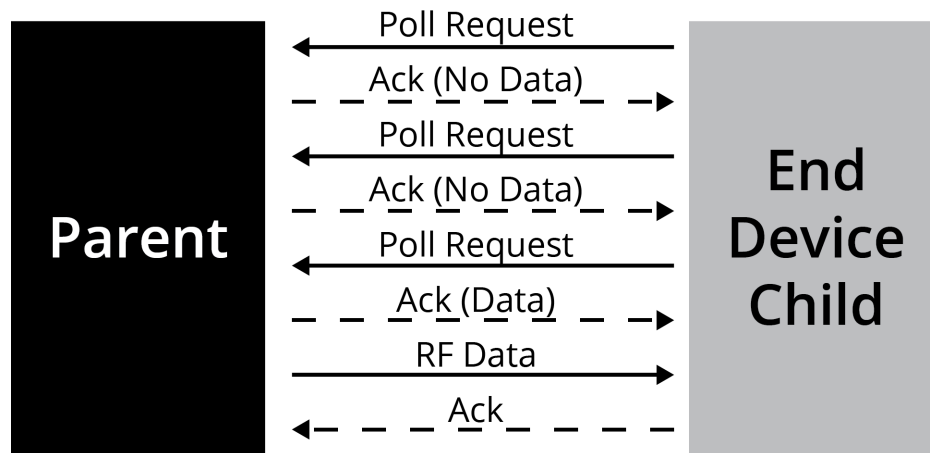 Parent
Poll Request
Ack (No Data)
Poll Request
Ack (No Data)
Poll Request
Ack (Data)
RF Data
Ack
End
Device
Child